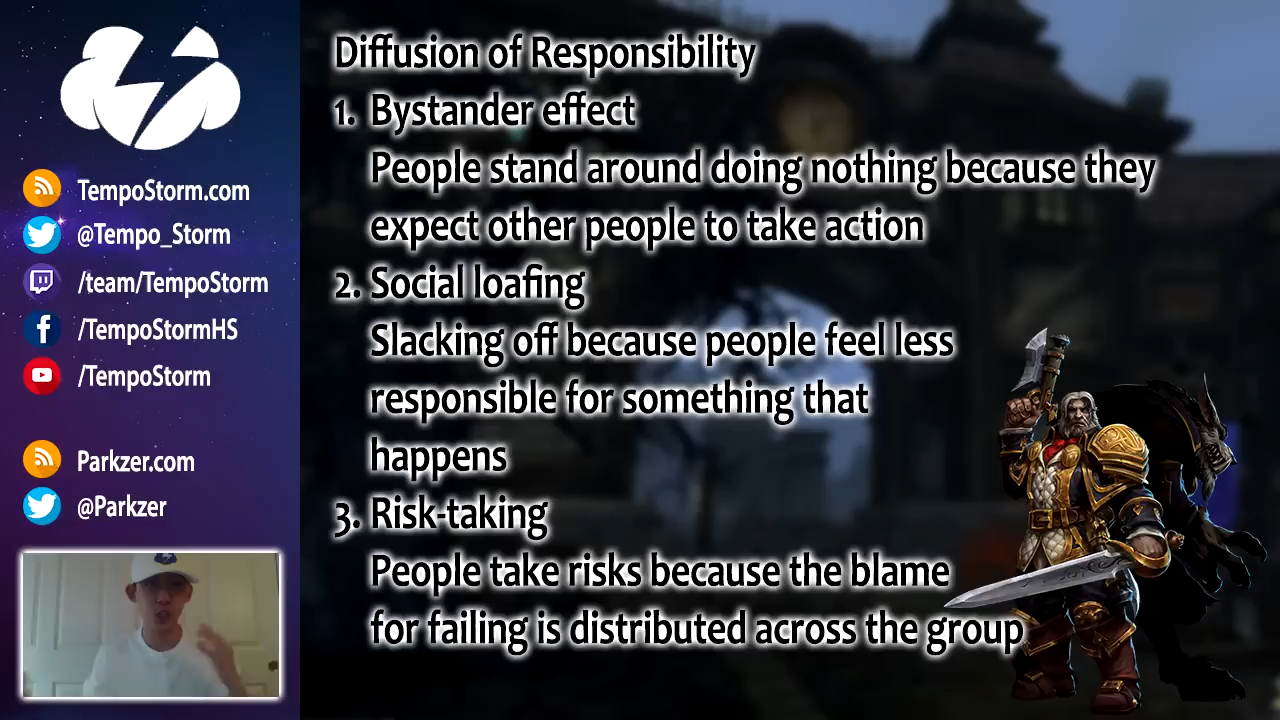 TempoStorm.com
@Tempo_Storm
/team/TempoStorm
/TempoStormHS
/TempoStorm
Parkzer.com
@Parkzer
Diffusion of Responsibility
1. Bystander effect
People stand around doing nothing because they
expect other people to take action
2. Social loafing
Slacking off because people feel less
responsible for something that
happens
3. Risk-taking
People take risks because the blame
for failing is distributed across the group